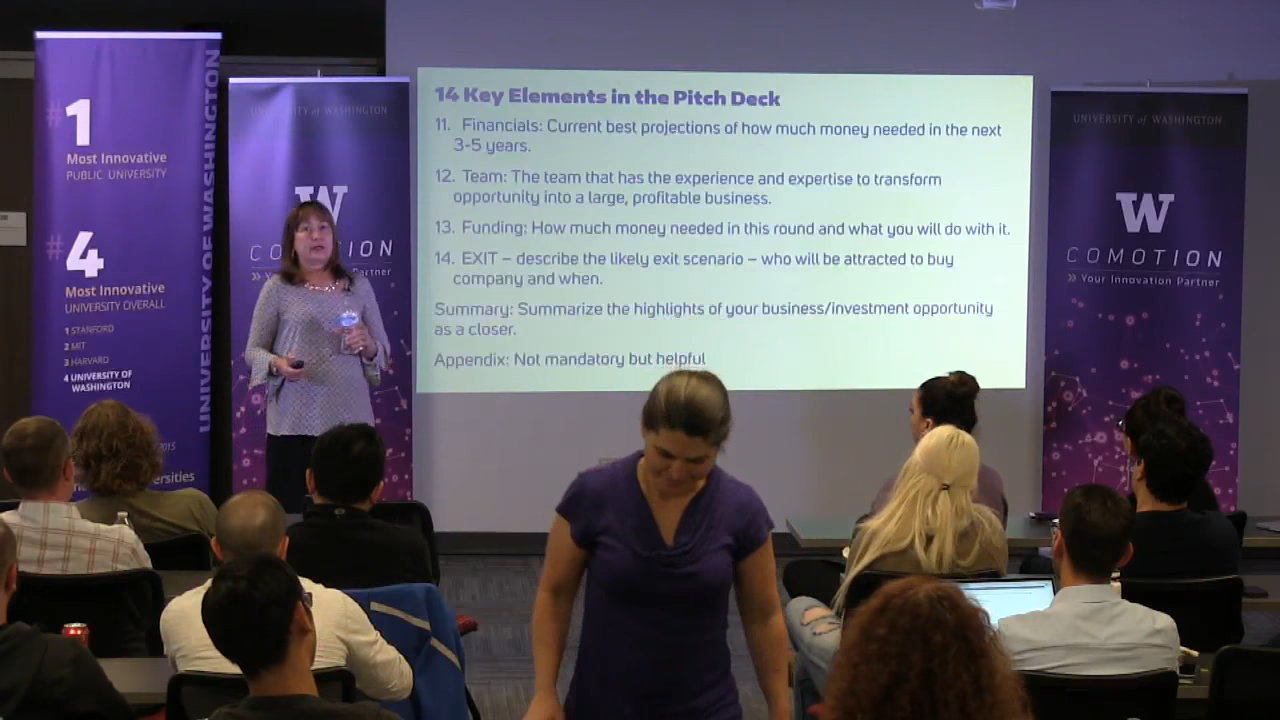 #1
Most Innovative
PUBLIC UNIVERSITY
#4
Most Innovative
UNIVERSITY OVERALL
1 STANFORD
2 MIT
3 HARVARD
4 UNIVERSITY OF
WASHINGTON
2015
UNIVERSITY OF WASHINGTON
UNIVERSITY of WASHINGTON
W
COMOTION
Partner
14 Key Elements in the Pitch Deck
11. Financials: Current best projections of how much money needed in the next
3-5 years.
12. Team: The team that has the experience and expertise to transform
opportunity into a large, profitable business.
13. Funding: How much money needed in this round and what you will do with it.
14. EXIT – describe the likely exit scenario – who will be attracted to buy
company and when.
Summary: Summarize the highlights of your business/investment opportunity
as a closer.
Appendix: Not mandatory but helpful
UNIVERSITY of WASHINGTON
W
COMOTION
» Your Innovation Partner